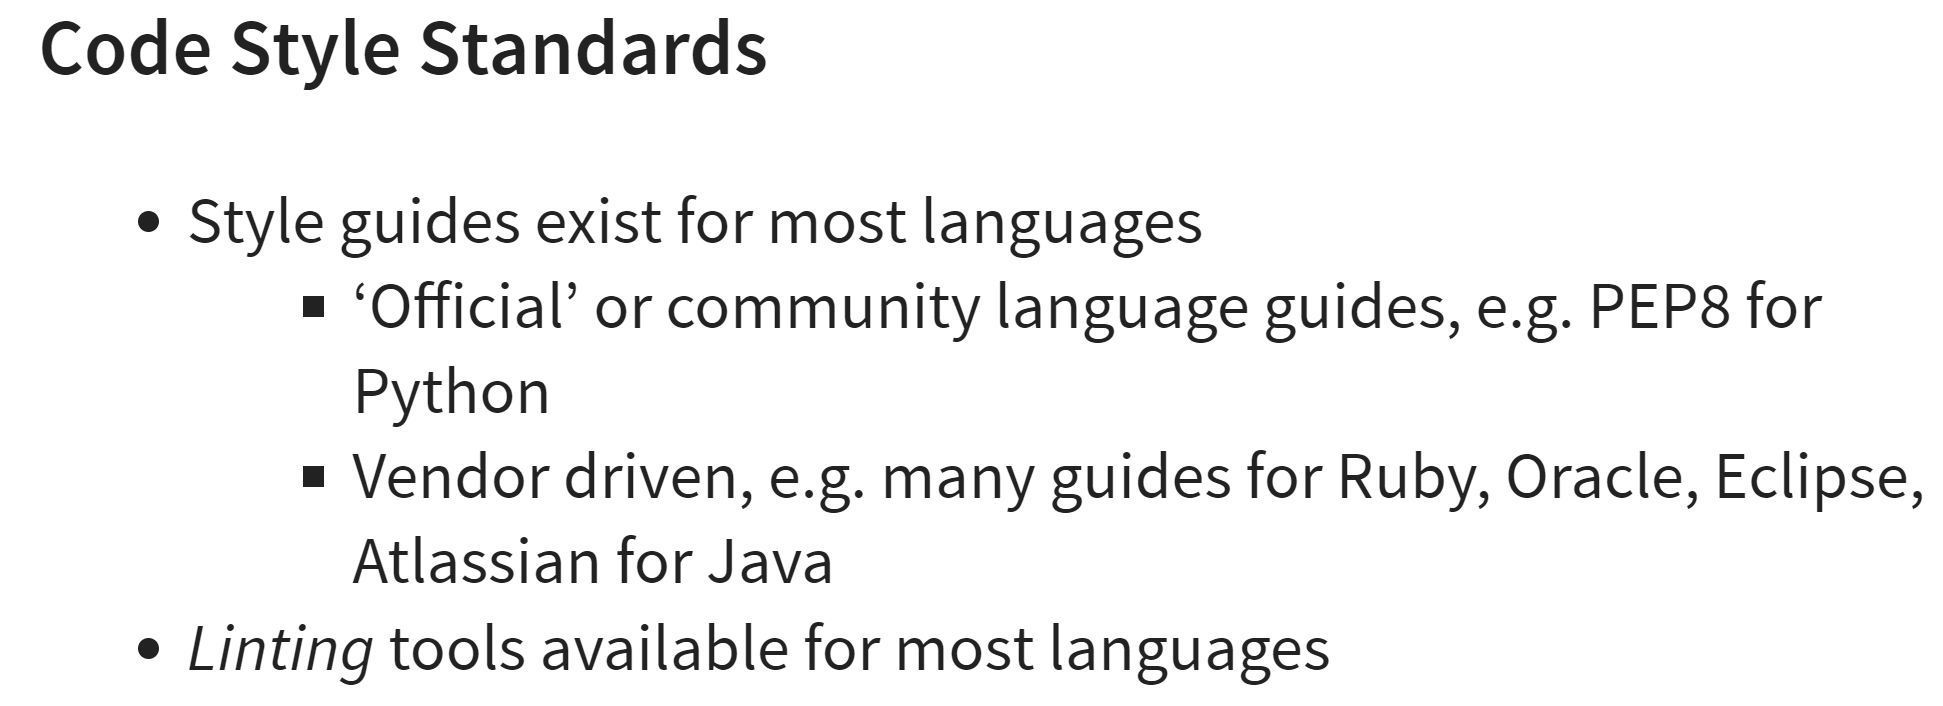 Code Style Standards
• Style guides exist for most languages
▪ ‘Official’ or community language guides, e.g. PEP8 for
Python
▪ Vendor driven, e.g. many guides for Ruby, Oracle, Eclipse,
Atlassian for Java
• Linting tools available for most languages